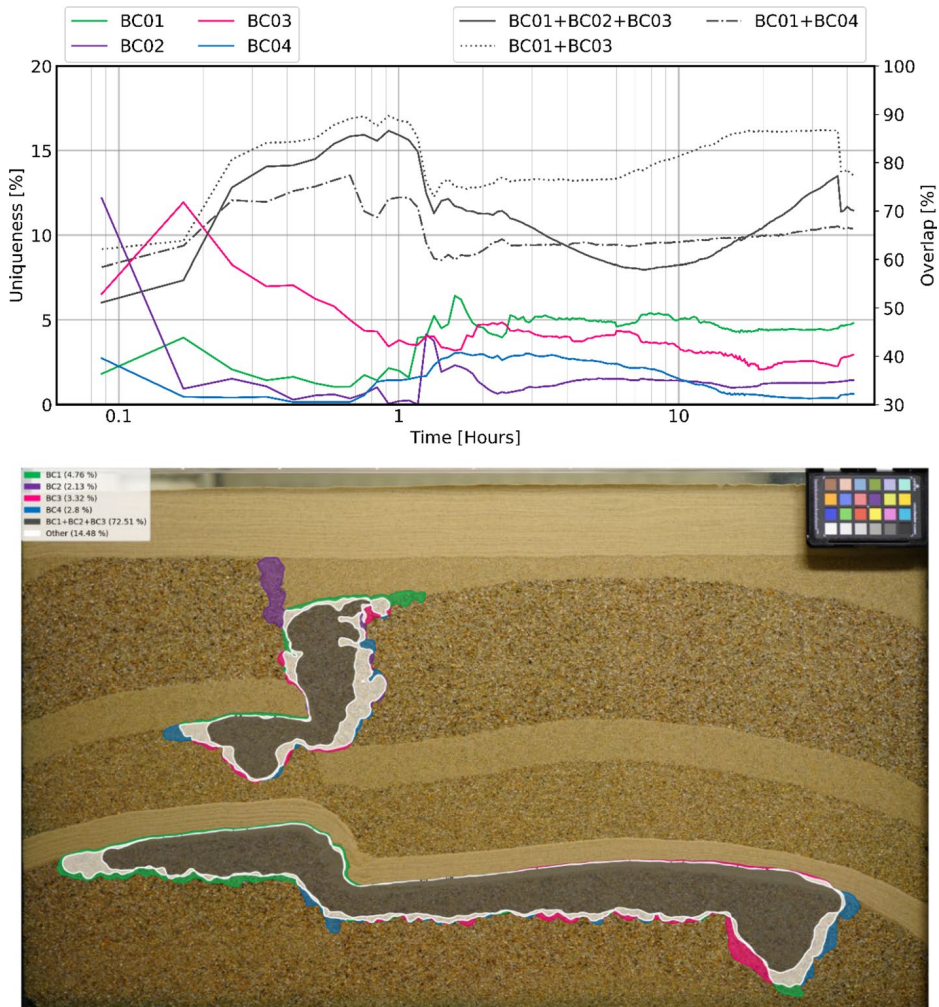 BC01
BC02
BC03
BC04
BC01+BC02+BC03
BC01+BC03
BC01+BC04
20
15
10
5
0
Uniqueness [%]
100
90
80
70
60
50
40
30
Overlap [%]
0.1
1
10
Time [Hours]
BC1 (4.76 %)
BC2 (2.13 %)
BC3 (3.32 %)
BC4 (2.8 %)
BC1+BC2+BC3 (72.51 %)
Other (14.48 %)